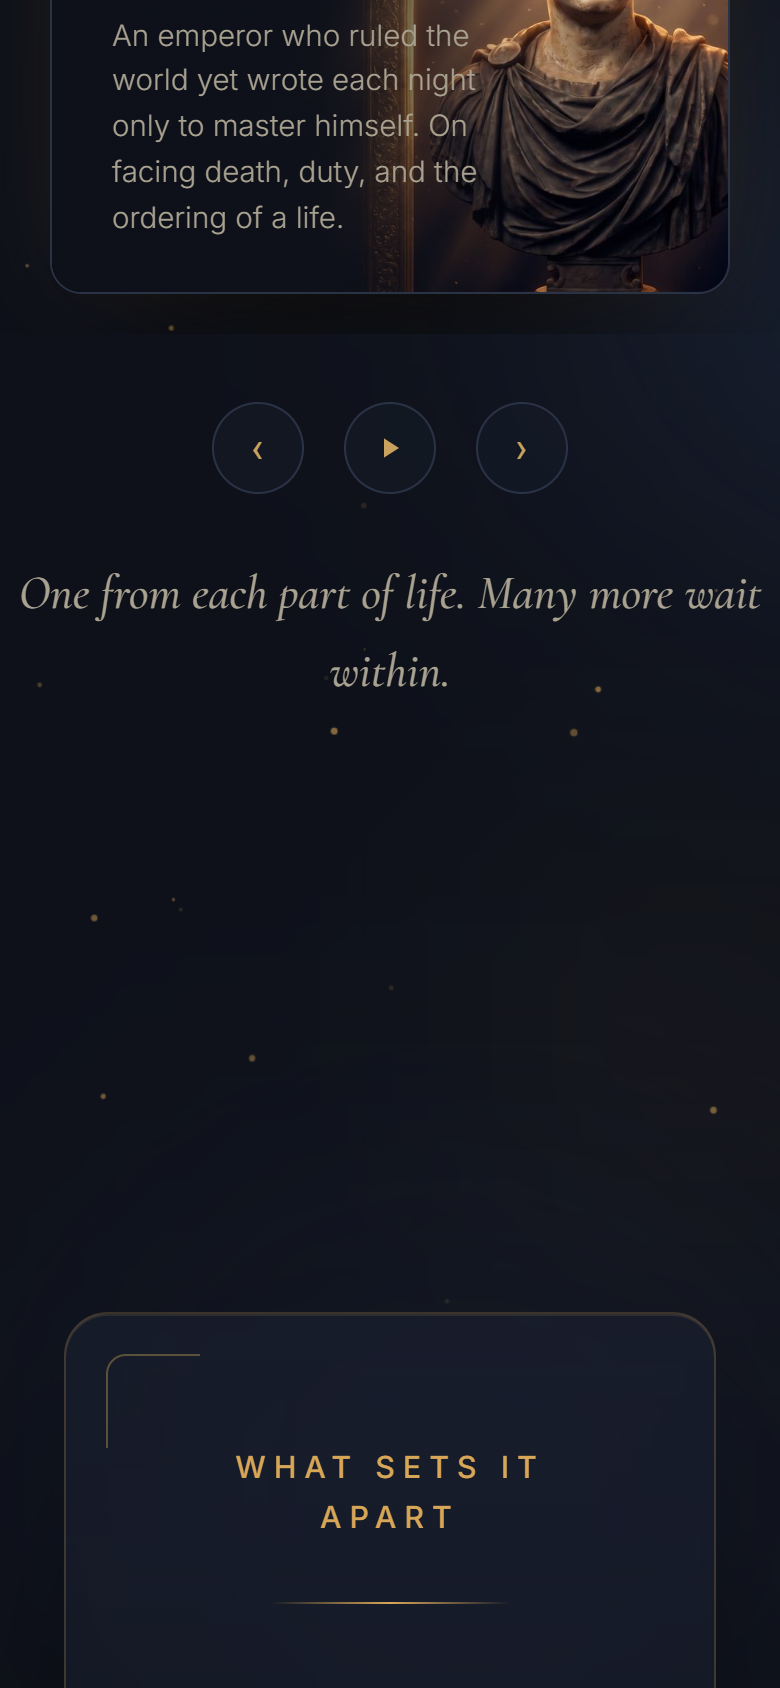 An emperor who ruled the
world yet wrote each night
only to master himself. On
facing death, duty, and the
ordering of a life.
One from each part of life. Many more wait
within.
WHAT SETS IT
APART